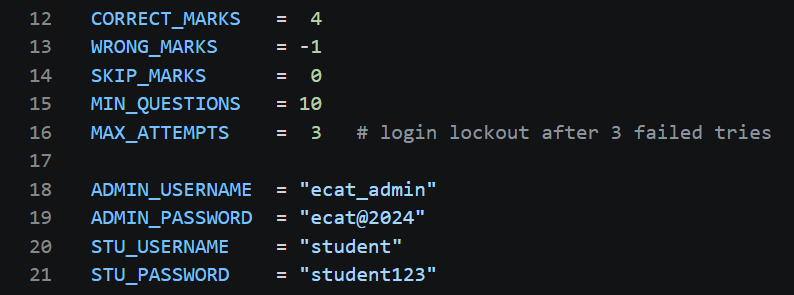 12 CORRECT_MARKS = 4
13 WRONG_MARKS = -1
14 SKIP_MARKS = 0
15 MIN_QUESTIONS = 10
16 MAX_ATTEMPTS = 3 # login lockout after 3 failed tries
17
18 ADMIN_USERNAME = "ecat_admin"
19 ADMIN_PASSWORD = "ecat@2024"
20 STU_USERNAME = "student"
21 STU_PASSWORD = "student123"